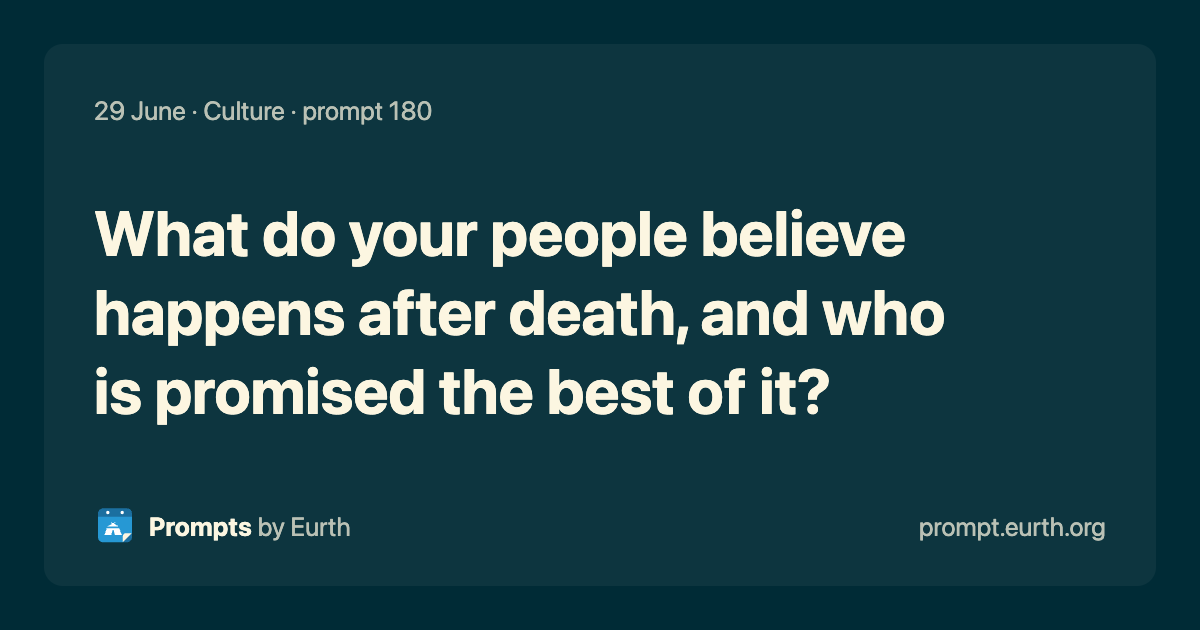 29 June · Culture · prompt 180
What do your people believe
happens after death, and who
is promised the best of it?
Prompts by Eurth
prompt.eurth.org